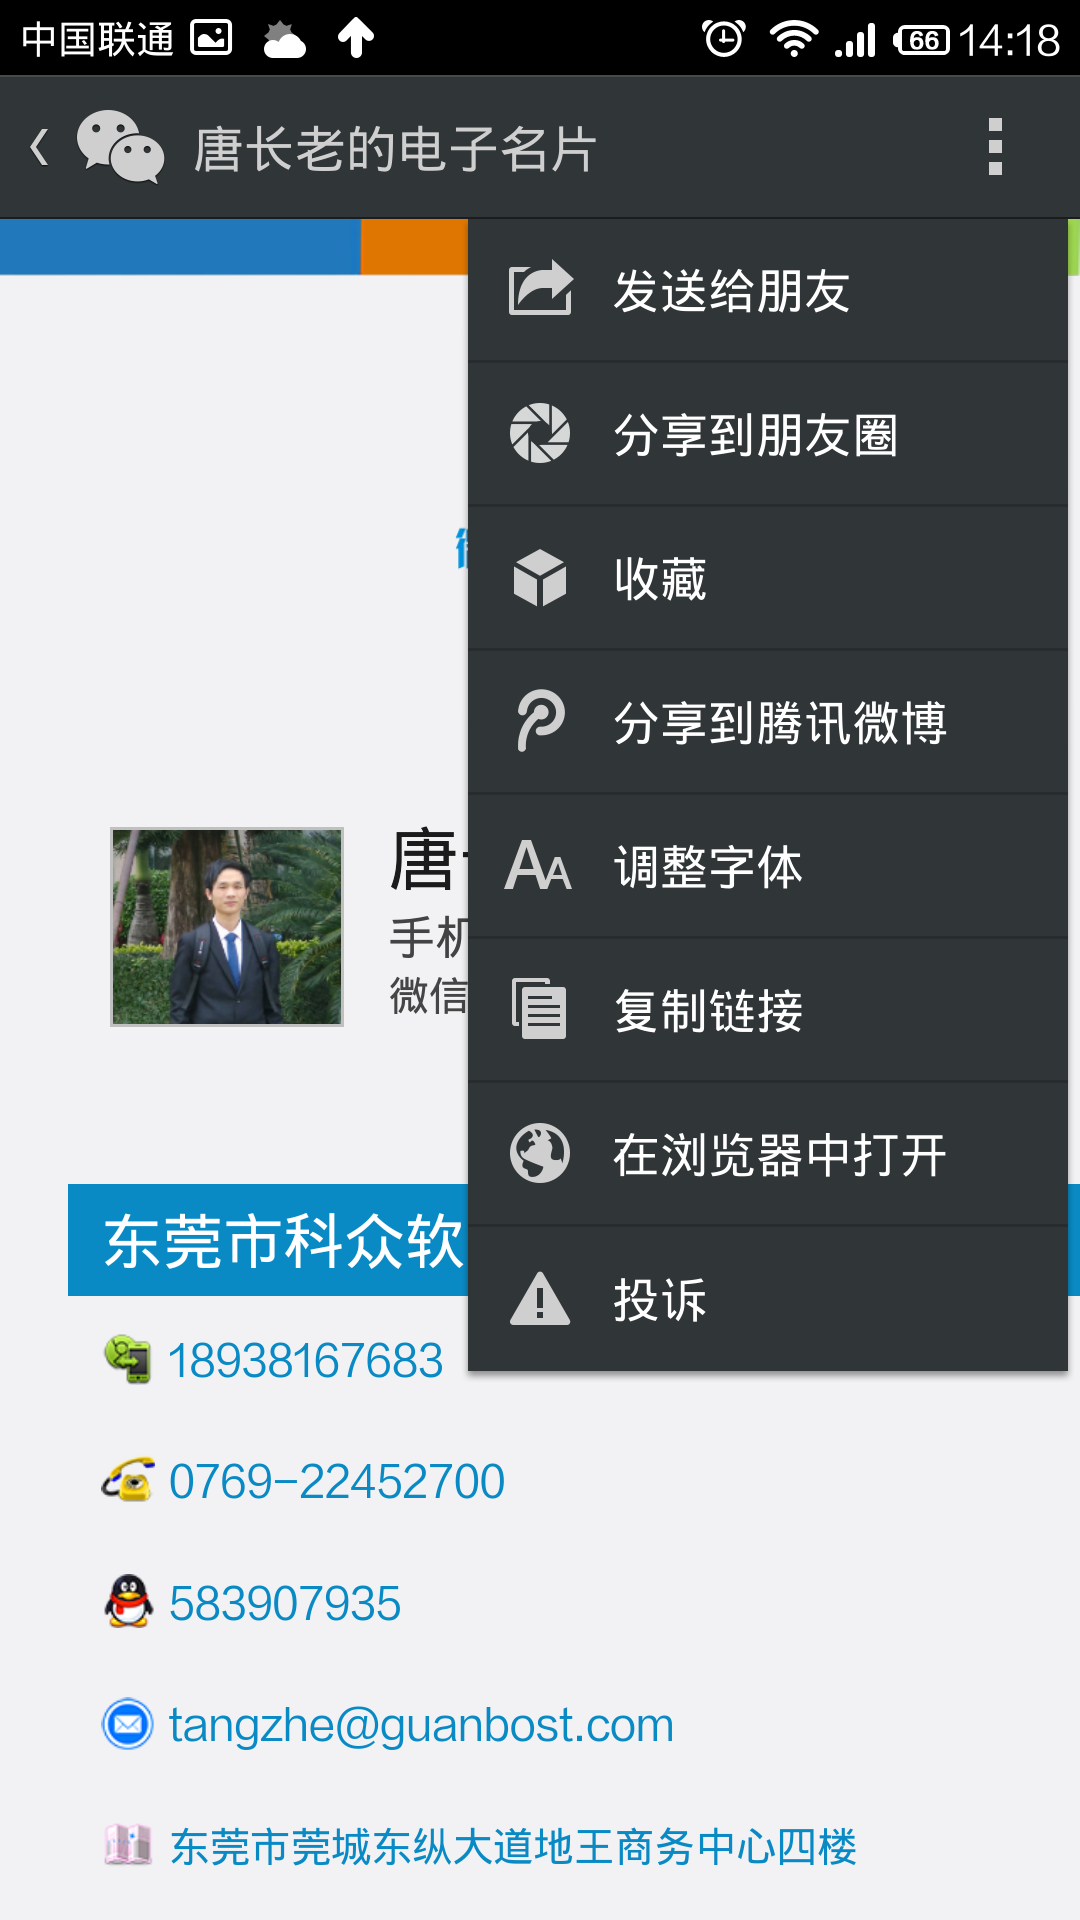 中国联通 66 14:18
唐长老的电子名片
发送给朋友
分享到朋友圈
收藏
分享到腾讯微博
调整字体
复制链接
在浏览器中打开
投诉
唐
手机
微信
东莞市科众软
18938167683
0769-22452700
583907935
tangzhe@guanbost.com
东莞市莞城东纵大道地王商务中心四楼